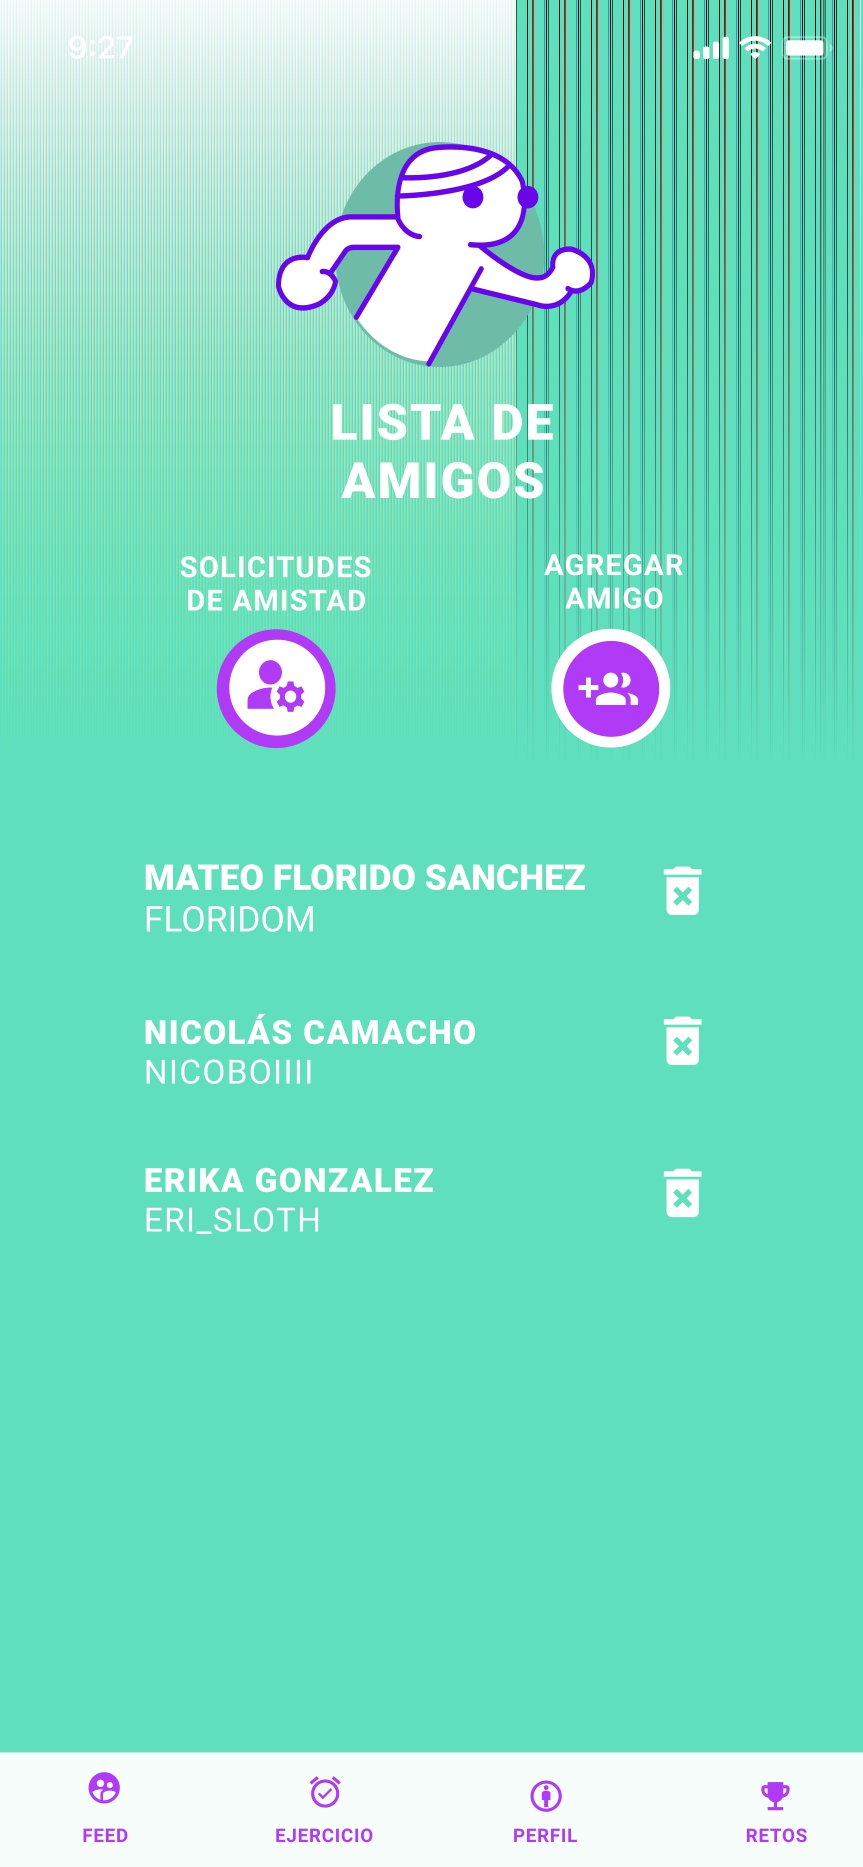 9:27
LISTA DE
AMIGOS
SOLICITUDES
DE AMISTAD
AGREGAR
AMIGO
MATEO FLORIDO SANCHEZ
FLORIDOM
NICOLÁS CAMACHO
NICOBOIIII
ERIKA GONZALEZ
ERI_SLOTH
FEED
EJERCICIO
PERFIL
RETOS